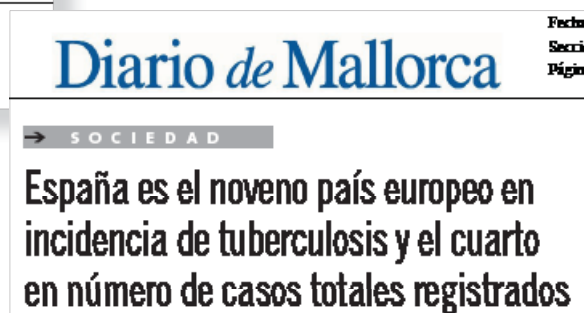 Diario de Mallorca
→ SOCIEDAD
España es el noveno país europeo en
incidencia de tuberculosis y el cuarto
en número de casos totales registrados